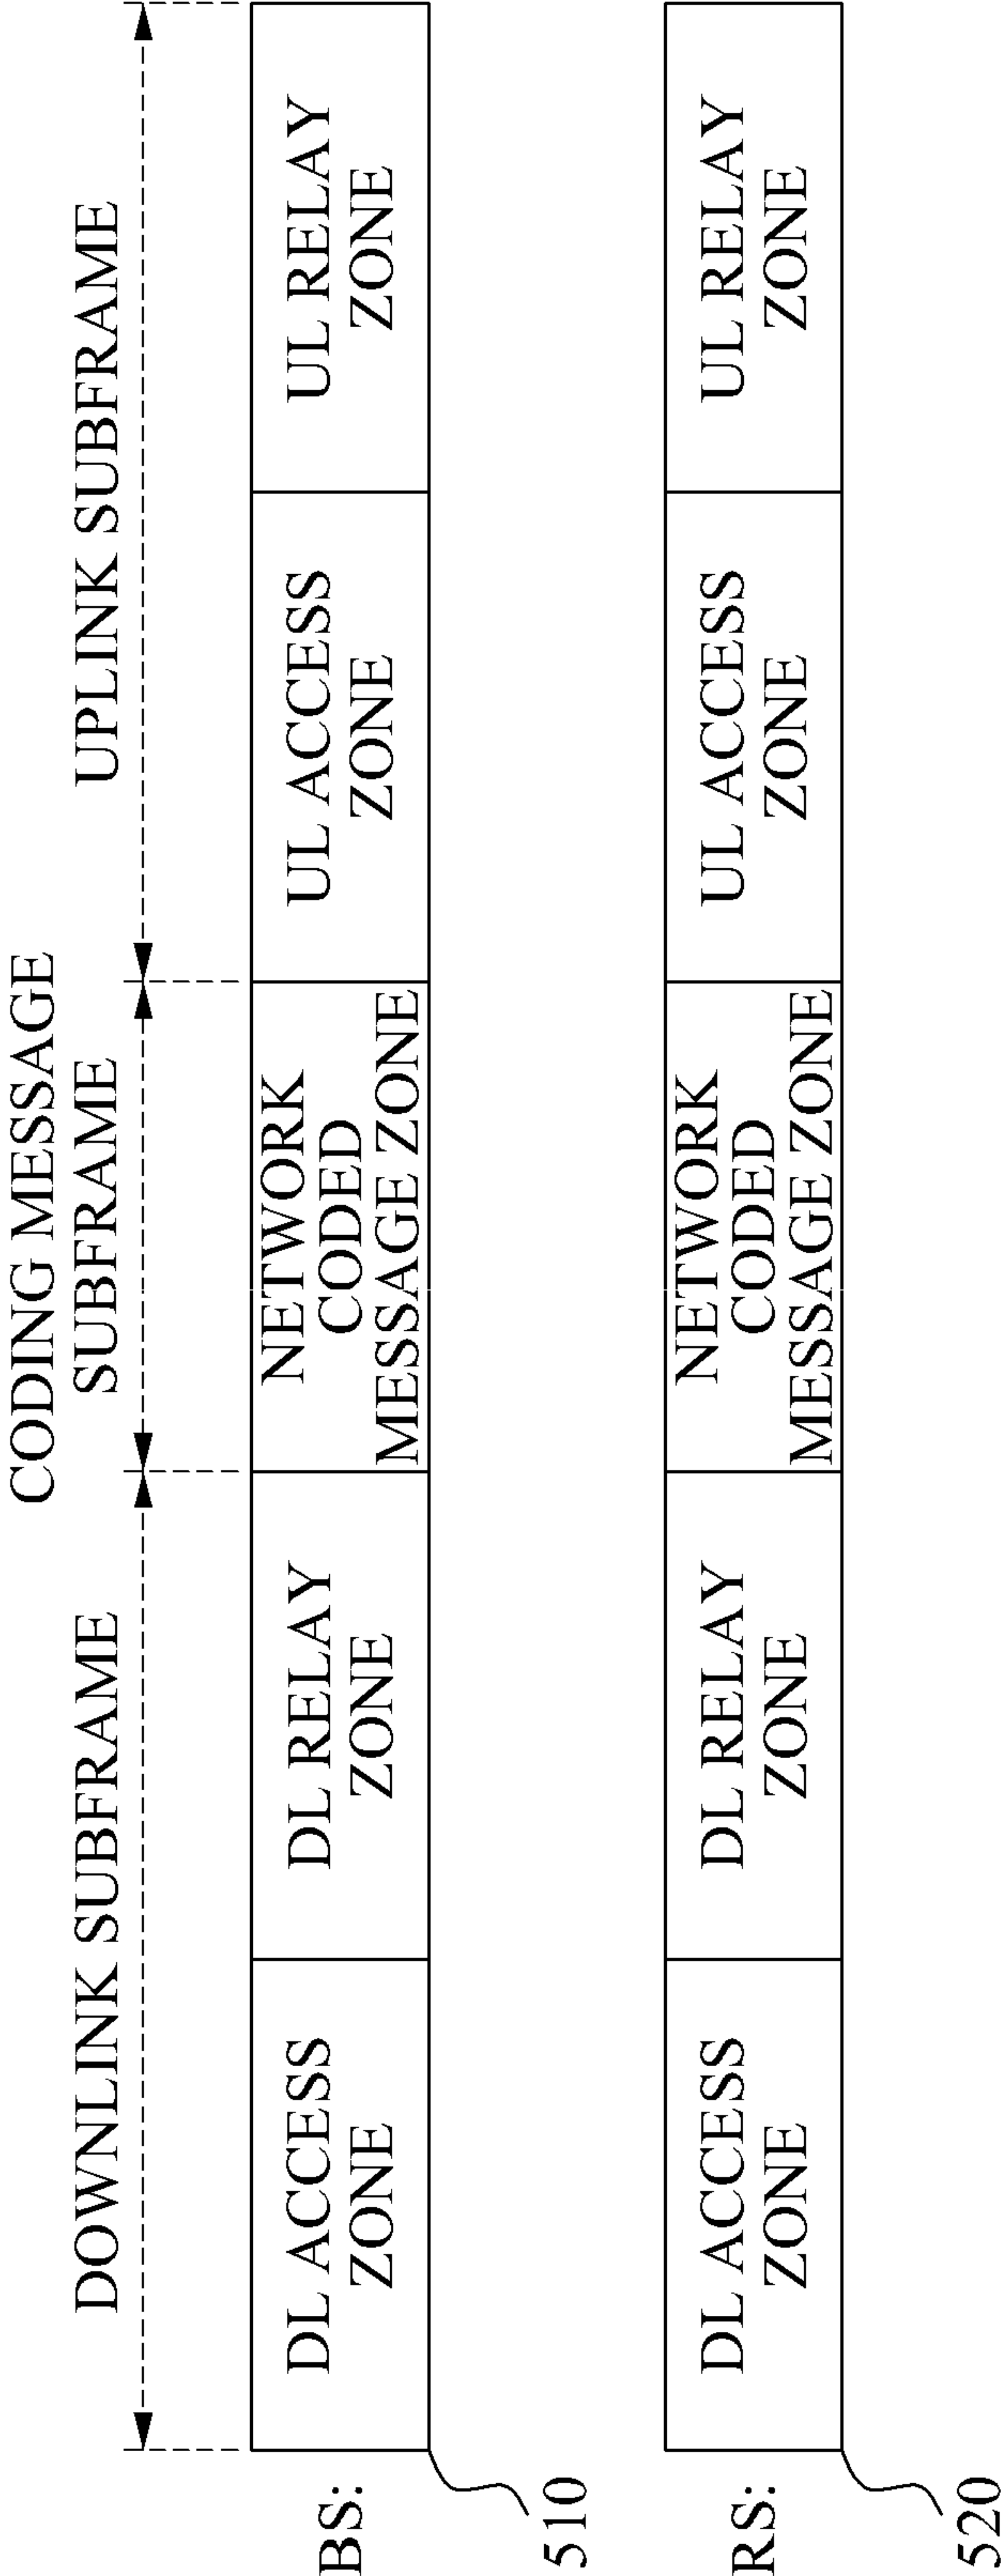 DOWNLINK SUBFRAME
CODING MESSAGE
SUBFRAME
UPLINK SUBFRAME
BS:
DL ACCESS
ZONE
DL RELAY
ZONE
NETWORK
CODED
MESSAGE ZONE
UL ACCESS
ZONE
UL RELAY
ZONE
510
RS:
DL ACCESS
ZONE
DL RELAY
ZONE
NETWORK
CODED
MESSAGE ZONE
UL ACCESS
ZONE
UL RELAY
ZONE
520